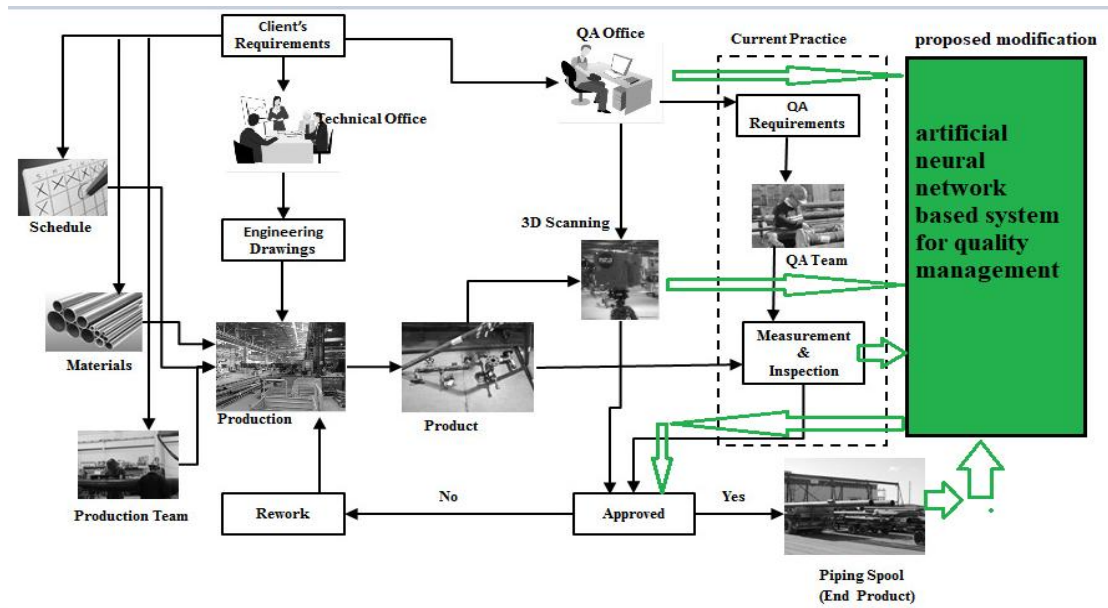 Client's
Requirements
QA Office
Current Practice
proposed modification
Technical Office
QA
Requirements
artificial
neural
network
based system
for quality
management
Schedule
Engineering
Drawings
3D Scanning
QA Team
Materials
Production
Product
Measurement
&
Inspection
Production Team
Rework
No
Approved
Yes
Piping Spool
(End Product)